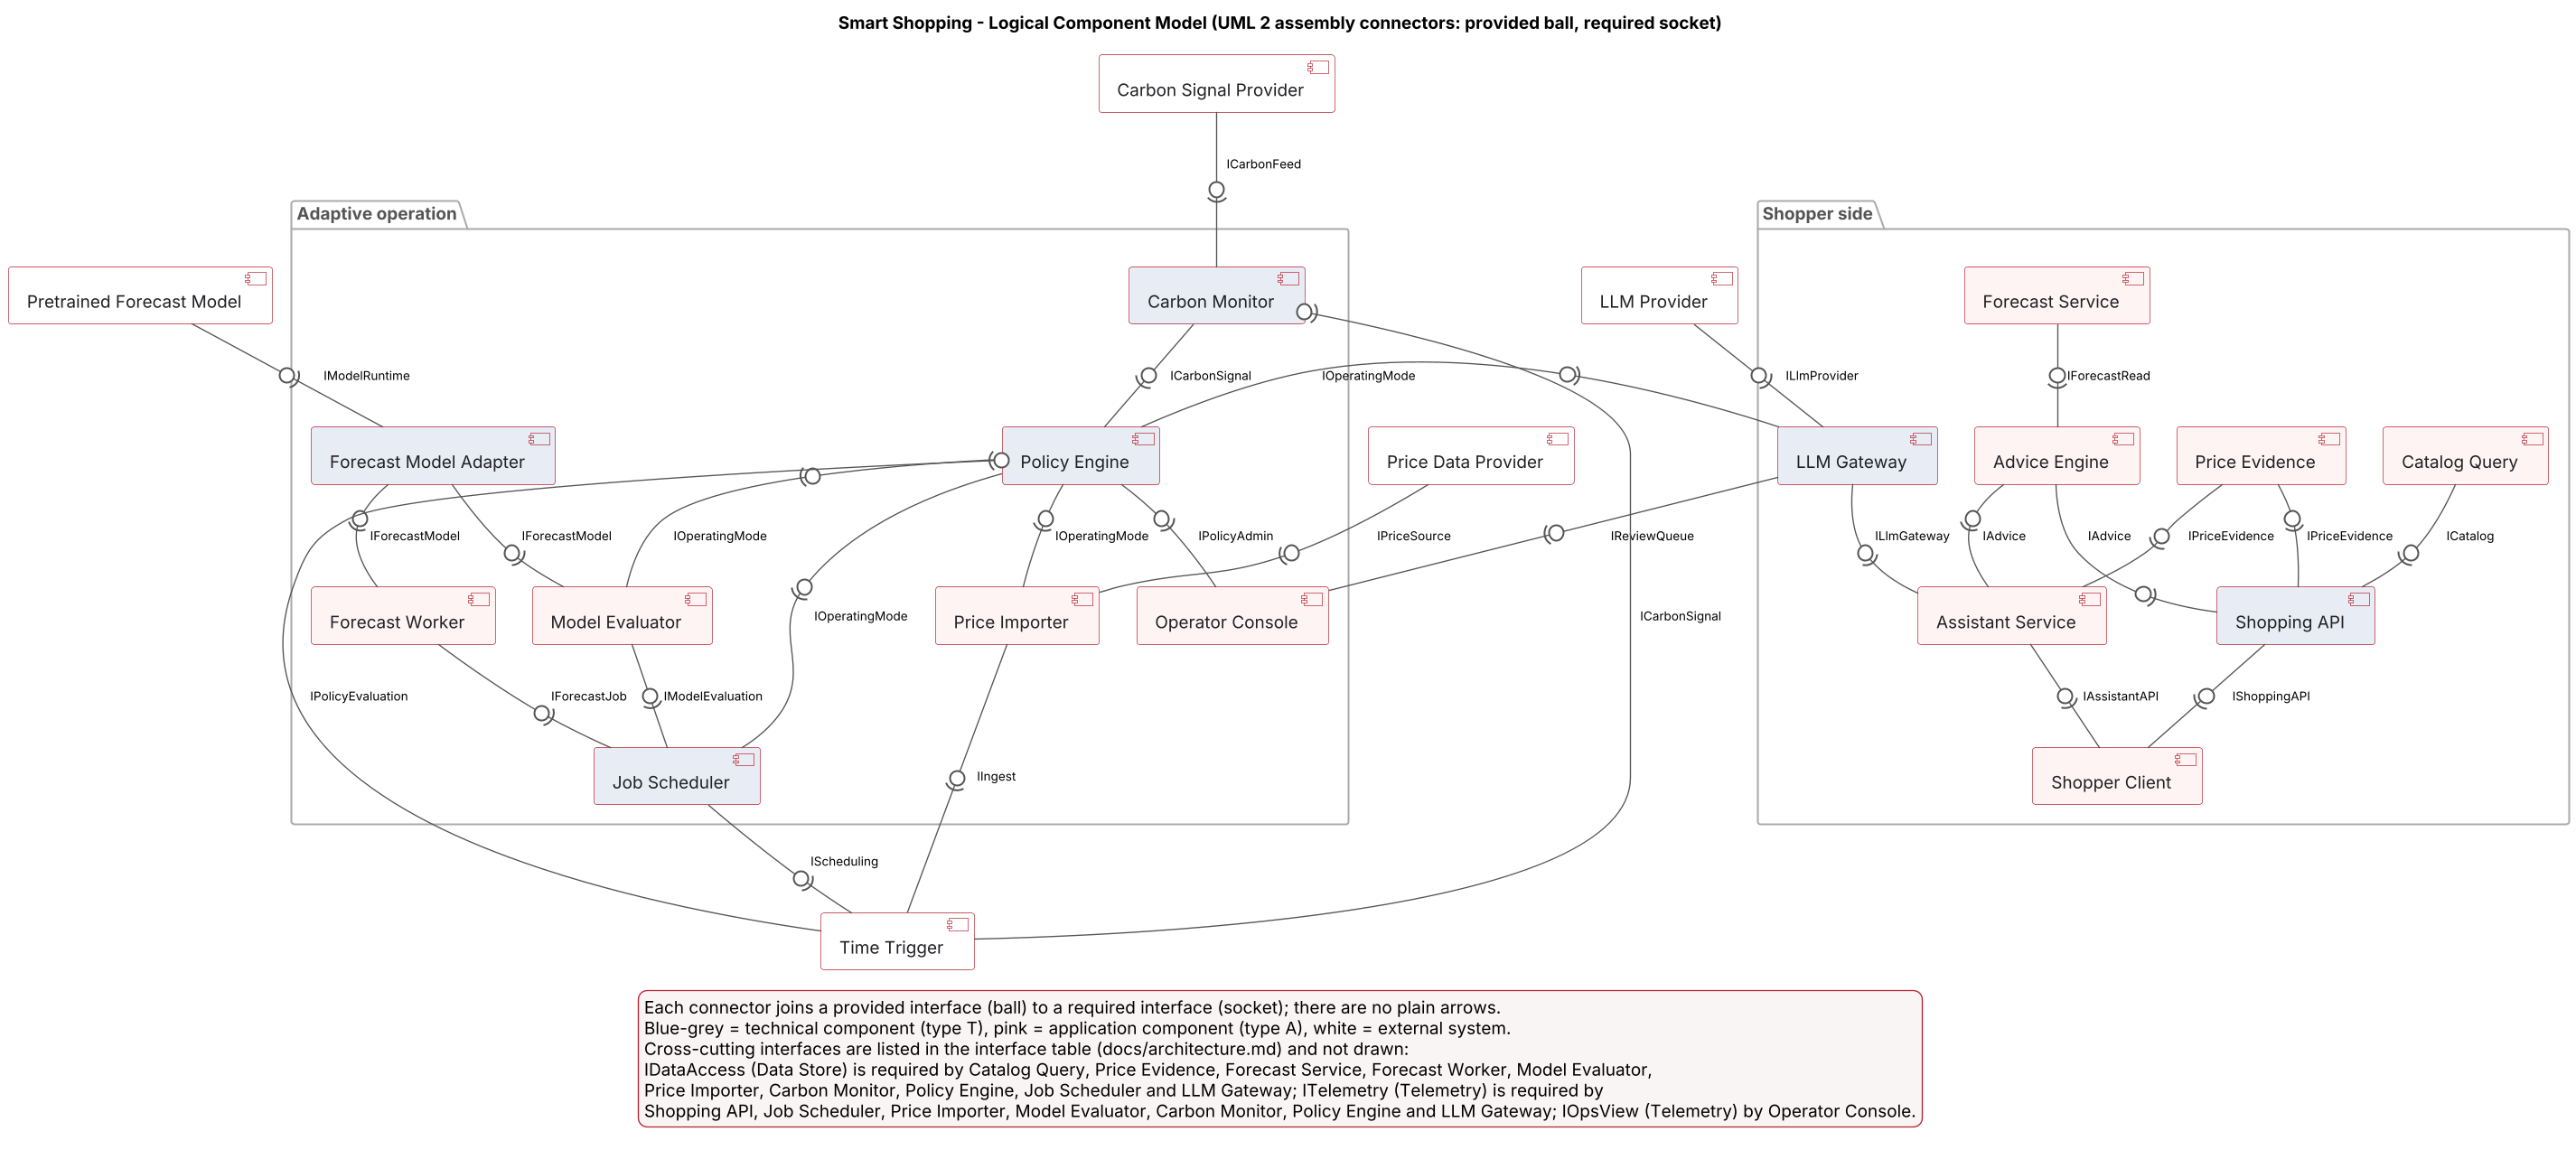 Smart Shopping - Logical Component Model (UML 2 assembly connectors: provided ball, required socket)
Carbon Signal Provider
ICarbonFeed
Adaptive operation
Shopper side
Pretrained Forecast Model
Carbon Monitor
LLM Provider
Forecast Service
IModelRuntime
ICarbonSignal
IOperatingMode
ILlmProvider
IForecastRead
Forecast Model Adapter
Policy Engine
Price Data Provider
LLM Gateway
Advice Engine
Price Evidence
Catalog Query
IForecastModel
IForecastModel
IOperatingMode
IOperatingMode
IPolicyAdmin
IPriceSource
IReviewQueue
ILlmGateway
IAdvice
IAdvice
IPriceEvidence
IPriceEvidence
ICatalog
Forecast Worker
Model Evaluator
IOperatingMode
Price Importer
Operator Console
ICarbonSignal
Assistant Service
Shopping API
IPolicyEvaluation
IForecastJob
IModelEvaluation
IAssistantAPI
IShoppingAPI
Job Scheduler
IIngest
Shopper Client
IScheduling
Time Trigger
Each connector joins a provided interface (ball) to a required interface (socket); there are no plain arrows.
Blue-grey = technical component (type T), pink = application component (type A), white = external system.
Cross-cutting interfaces are listed in the interface table (docs/architecture.md) and not drawn:
IDataAccess (Data Store) is required by Catalog Query, Price Evidence, Forecast Service, Forecast Worker, Model Evaluator,
Price Importer, Carbon Monitor, Policy Engine, Job Scheduler and LLM Gateway; ITelemetry (Telemetry) is required by
Shopping API, Job Scheduler, Price Importer, Model Evaluator, Carbon Monitor, Policy Engine and LLM Gateway; IOpsView (Telemetry) by Operator Console.